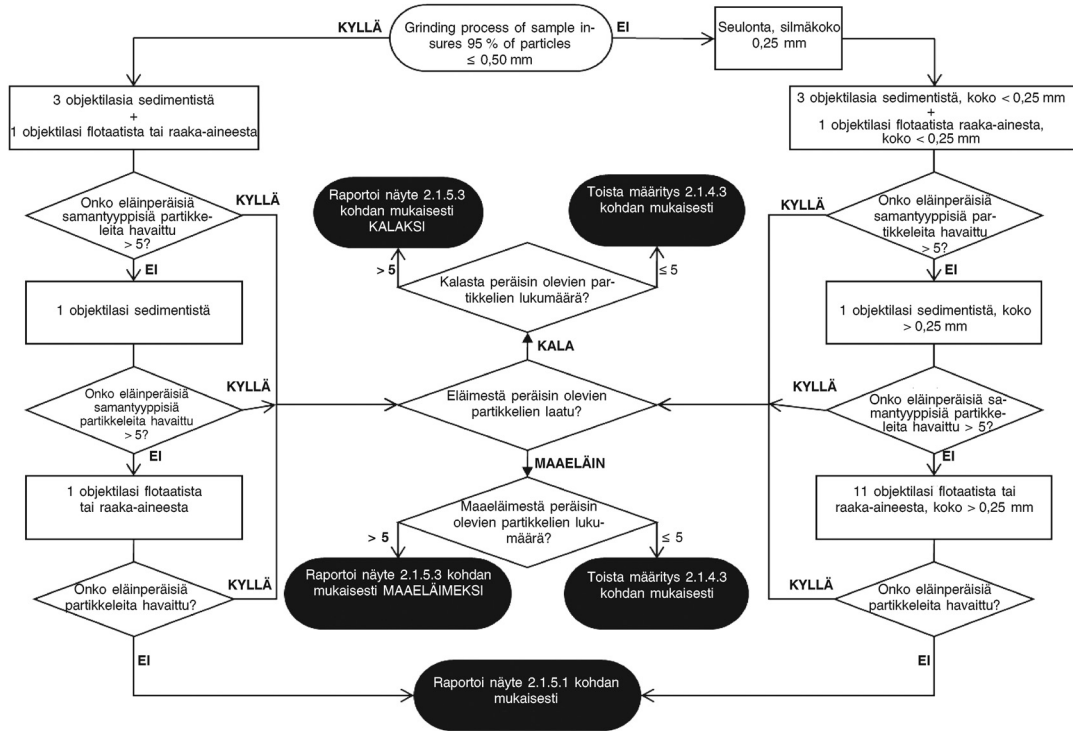 KYLLÄ
Grinding process of sample in-
sures 95 % of particles
≤ 0,50 mm
EI
Seulonta, silmäkoko
0,25 mm
3 objektilasia sedimentistä
+
1 objektilasi flotaatista tai raaka-aineesta
3 objektilasia sedimentistä, koko < 0,25 mm
+
1 objektilasi flotaatista raaka-ainesta,
koko < 0,25 mm
Onko eläinperäisiä
samantyyppisiä partikke-
leita havaittu
> 5?
KYLLÄ
EI
Raportoi näyte 2.1.5.3
kohdan mukaisesti
KALAKSI
Toista määritys 2.1.4.3
kohdan mukaisesti
KYLLÄ
Onko eläinperäisiä
samantyyppisiä par-
tikkeleita havaittu
> 5?
EI
> 5
Kalasta peräisin olevien par-
tikkelien lukumäärä?
≤ 5
1 objektilasi sedimentistä
1 objektilasi sedimentistä, koko
> 0,25 mm
KALA
Onko eläinperäisiä
samantyyppisiä
partikkeleita havaittu
> 5?
KYLLÄ
EI
Eläimestä peräisin olevien
partikkelien laatu?
KYLLÄ
Onko eläinperäisiä sa-
mantyyppisiä partikke-
leita havaittu > 5?
EI
MAAELÄIN
1 objektilasi flotaatista
tai raaka-aineesta
> 5
Maaeläimestä peräisin
olevien partikkelien luku-
määrä?
≤ 5
11 objektilasi flotaatista tai
raaka-aineesta, koko > 0,25 mm
Onko eläinperäisiä
partikkeleita havaittu?
KYLLÄ
EI
Raportoi näyte 2.1.5.3 kohdan
mukaisesti MAAELÄIMEKSI
Toista määritys 2.1.4.3
kohdan mukaisesti
KYLLÄ
Onko eläinperäisiä
partikkeleita havaittu?
EI
Raportoi näyte 2.1.5.1 kohdan
mukaisesti